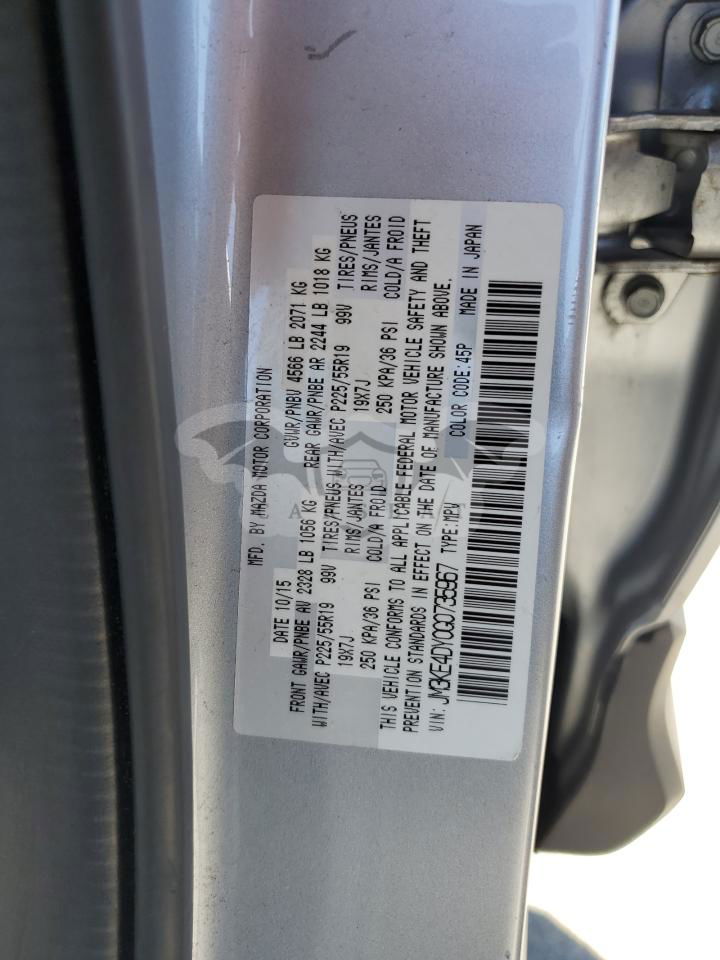 MFD. BY MAZDA MOTOR CORPORATION
DATE 10/15 GVWR/PNBV 4566 LB 2071 KG
FRONT GAWR/PNBE AV 2328 LB 1056 KG REAR GAWR/PNBE AR 2244 LB 1018 KG
WITH/AVEC P225/55R19 99V TIRES/PNEUS WITH/AVEC P225/55R19 99V TIRES/PNEUS
19X7J RIMS/JANTES 19X7J RIMS/JANTES
250 KPA/36 PSI COLD/A FROID 250 KPA/36 PSI COLD/A FROID
THIS VEHICLE CONFORMS TO ALL APPLICABLE FEDERAL MOTOR VEHICLE SAFETY AND THEFT
PREVENTION STANDARDS IN EFFECT ON THE DATE OF MANUFACTURE SHOWN ABOVE.
VIN: JM3KE4DY0G0735967 TYPE:MPV COLOR CODE:45P MADE IN JAPAN